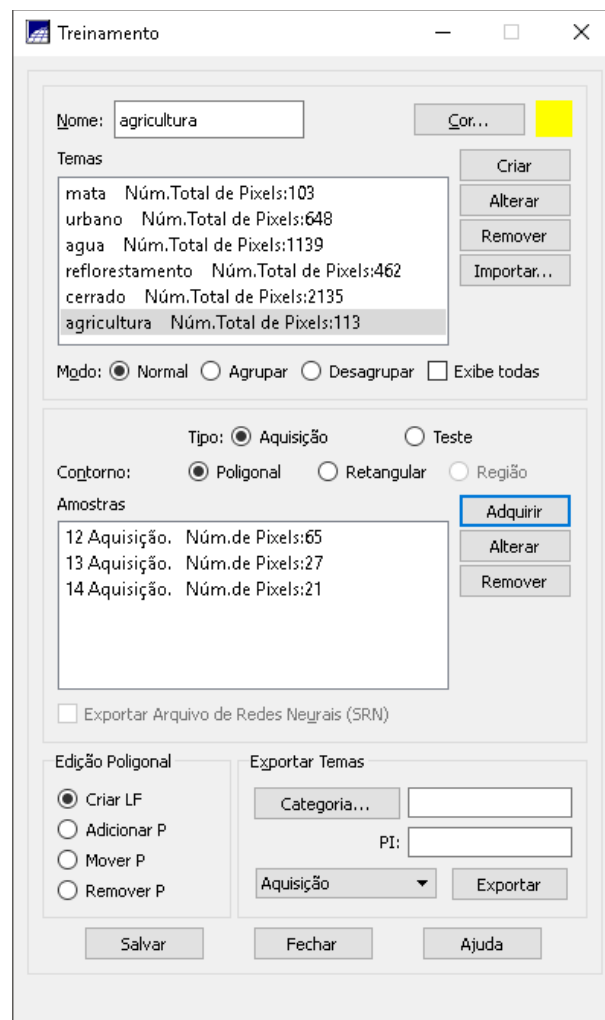 Treinamento
Nome: agricultura Cor...
Temas
Criar
mata Núm.Total de Pixels:103
Alterar
urbano Núm.Total de Pixels:648
agua Núm.Total de Pixels:1139
Remover
reflorestamento Núm.Total de Pixels:462
Importar...
cerrado Núm.Total de Pixels:2135
agricultura Núm.Total de Pixels:113
Modo: Normal Agrupar Desagrupar Exibe todas
Tipo: Aquisição Teste
Contorno: Poligonal Retangular Região
Amostras
Adquirir
12 Aquisição. Núm.de Pixels:65
Alterar
13 Aquisição. Núm.de Pixels:27
14 Aquisição. Núm.de Pixels:21
Remover
Exportar Arquivo de Redes Neurais (SRN)
Edição Poligonal
Criar LF
Adicionar P
Mover P
Remover P
Exportar Temas
Categoria...
PI:
Aquisição Exportar
Salvar Fechar Ajuda